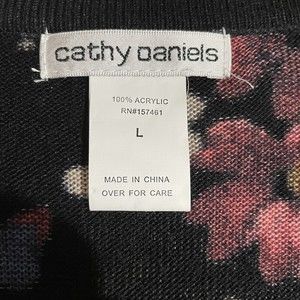 cathy Daniels
100% ACRYLIC
RN#157461
L
MADE IN CHINA
OVER FOR CARE